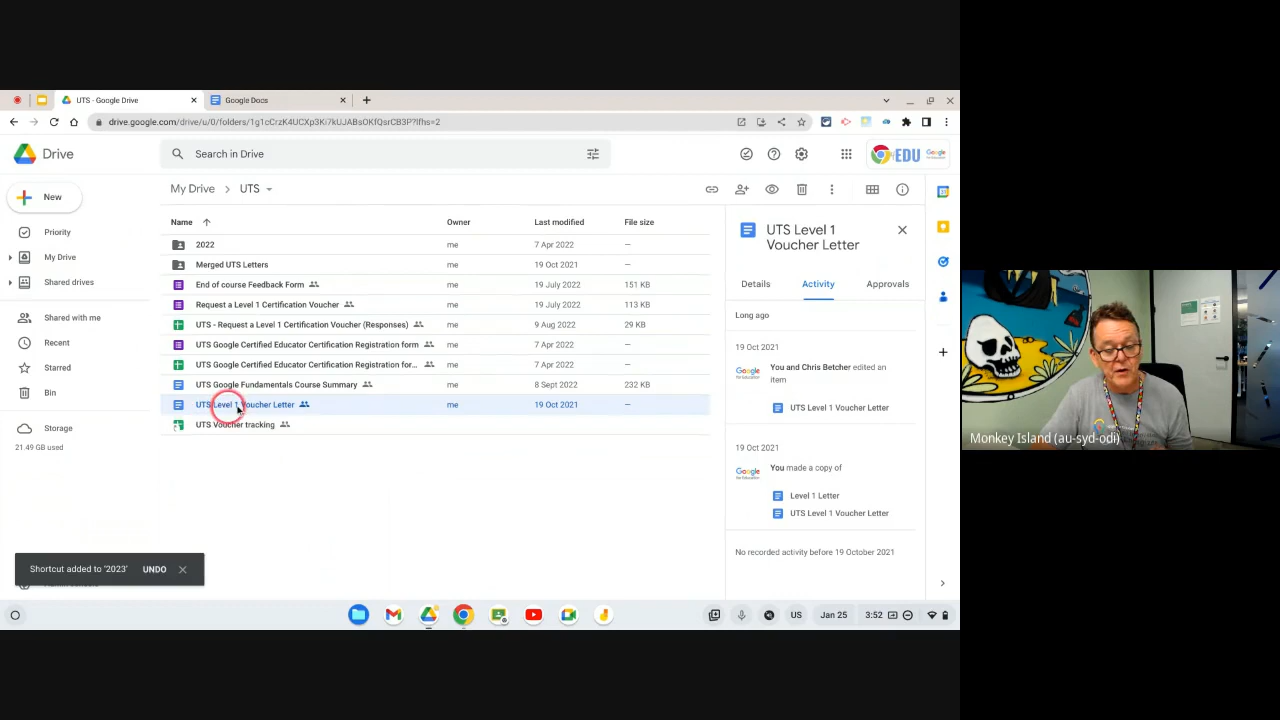 UTS - Google Drive
Google Docs
drive.google.com/drive/u/0/folders/1g1cCrzK4UCXp3Ki7kUJABsOKfQsrCB3P?lfhs=2
Drive
Search in Drive
EDU
Google
for Education
New
My Drive
UTS
Priority
My Drive
Shared drives
Shared with me
Recent
Starred
Bin
Storage
21.49 GB used
Name
Owner
Last modified
File size
2022
me
7 Apr 2022
—
Merged UTS Letters
me
19 Oct 2021
—
End of course Feedback Form
me
19 July 2022
151 KB
Request a Level 1 Certification Voucher
me
19 July 2022
113 KB
UTS - Request a Level 1 Certification Voucher (Responses)
me
9 Aug 2022
29 KB
UTS Google Certified Educator Certification Registration form
me
7 Apr 2022
—
UTS Google Certified Educator Certification Registration for...
me
7 Apr 2022
—
UTS Google Fundamentals Course Summary
me
8 Sept 2022
232 KB
UTS Level 1 Voucher Letter
me
19 Oct 2021
—
UTS Voucher tracking
UTS Level 1
Voucher Letter
Details
Activity
Approvals
Long ago
19 Oct 2021
Google
for Education
You and Chris Betcher edited an
item
UTS Level 1 Voucher Letter
19 Oct 2021
Google
for Education
You made a copy of
Level 1 Letter
UTS Level 1 Voucher Letter
No recorded activity before 19 October 2021
Shortcut added to '2023'
UNDO
US
Jan 25
3:52
Monkey Island (au-syd-odi)